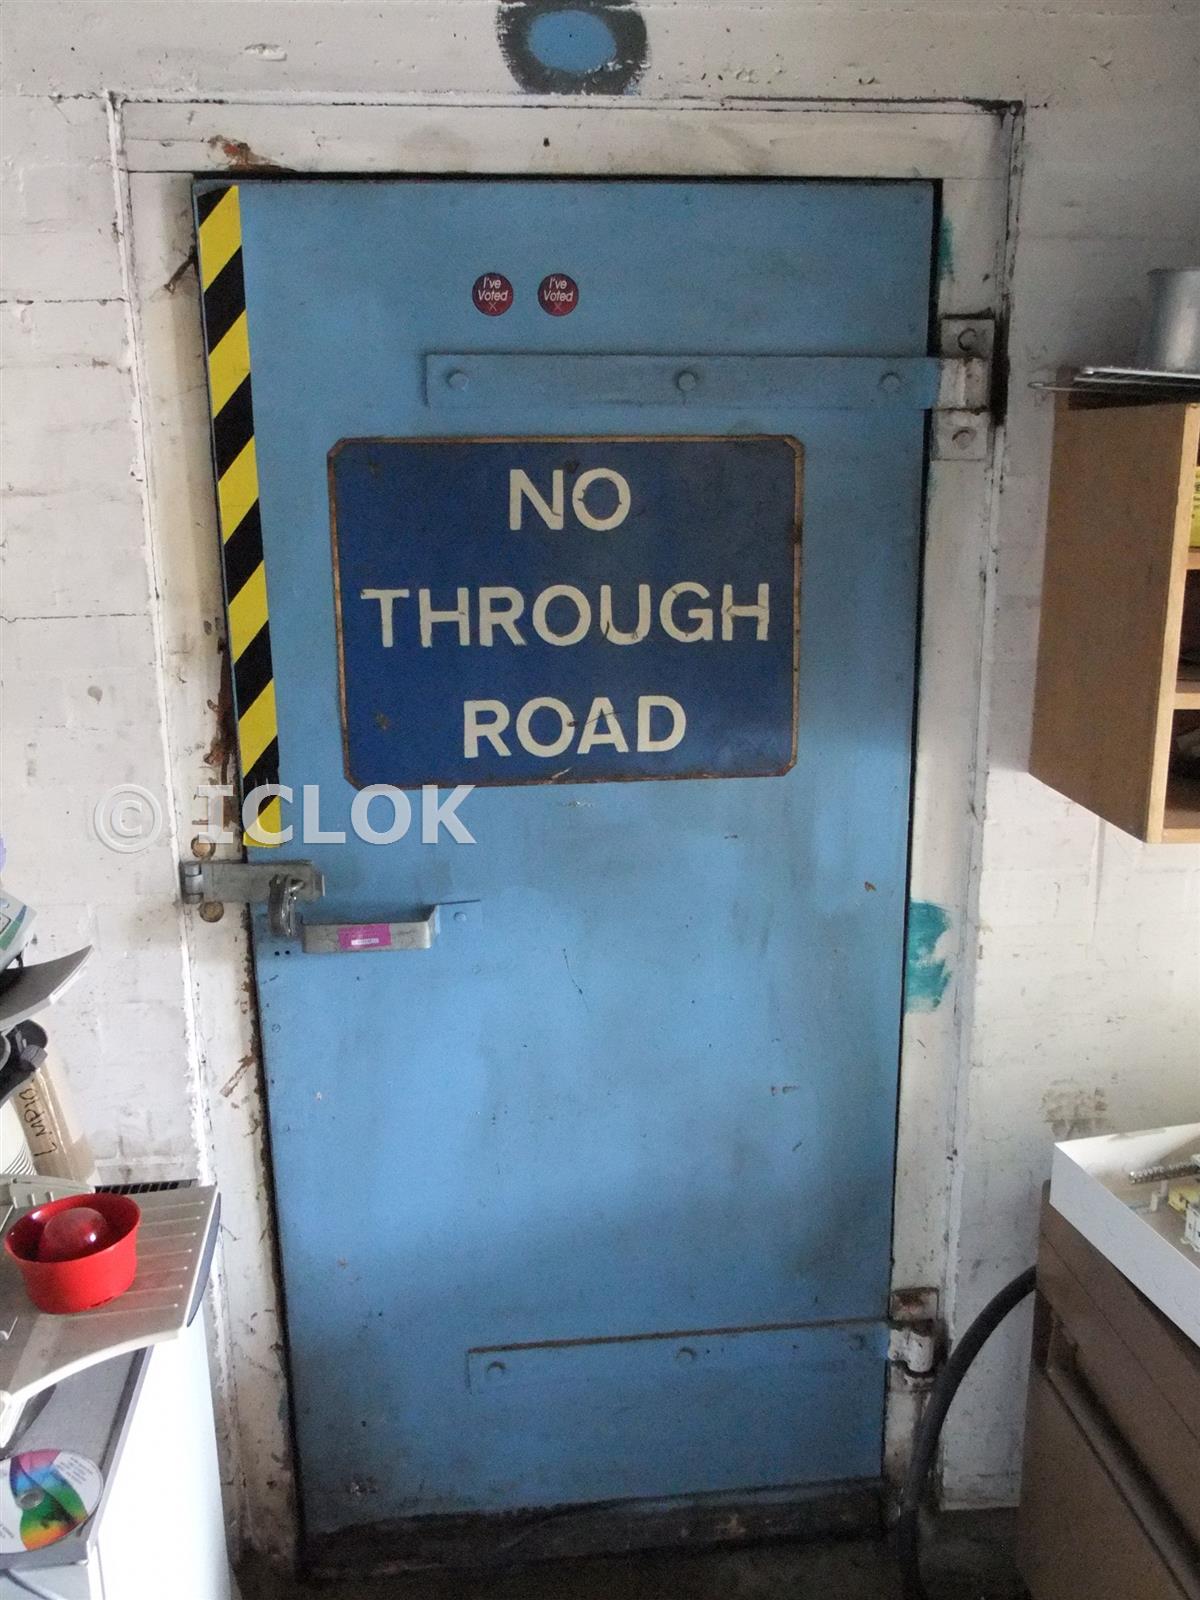 I've
Voted
X
I've
Voted
X
NO
THROUGH
ROAD
© ICLOK